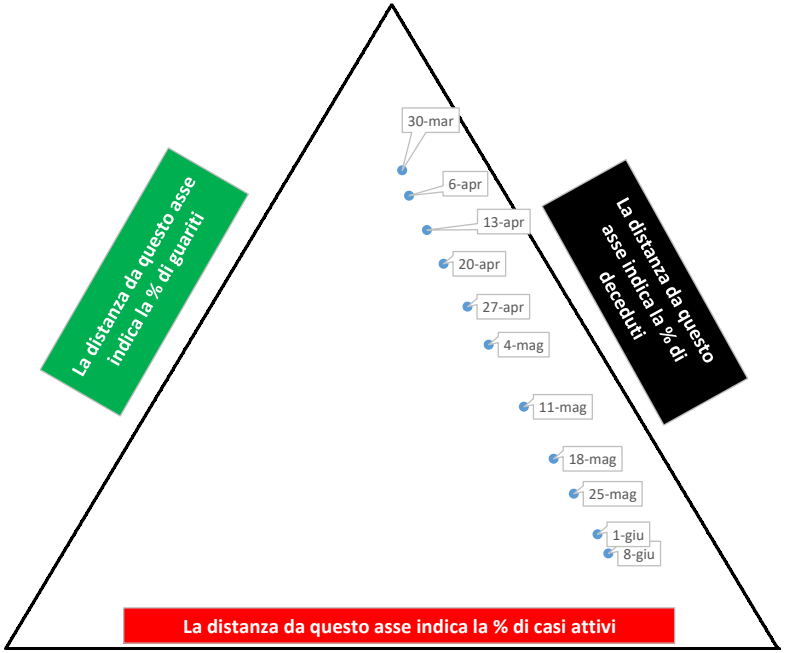 30-mar
6-apr
13-apr
20-apr
27-apr
4-mag
11-mag
18-mag
25-mag
1-giu
8-giu
La distanza da questo asse
indica la % di guariti
La distanza da questo
asse indica la % di
deceduti
La distanza da questo asse indica la % di casi attivi